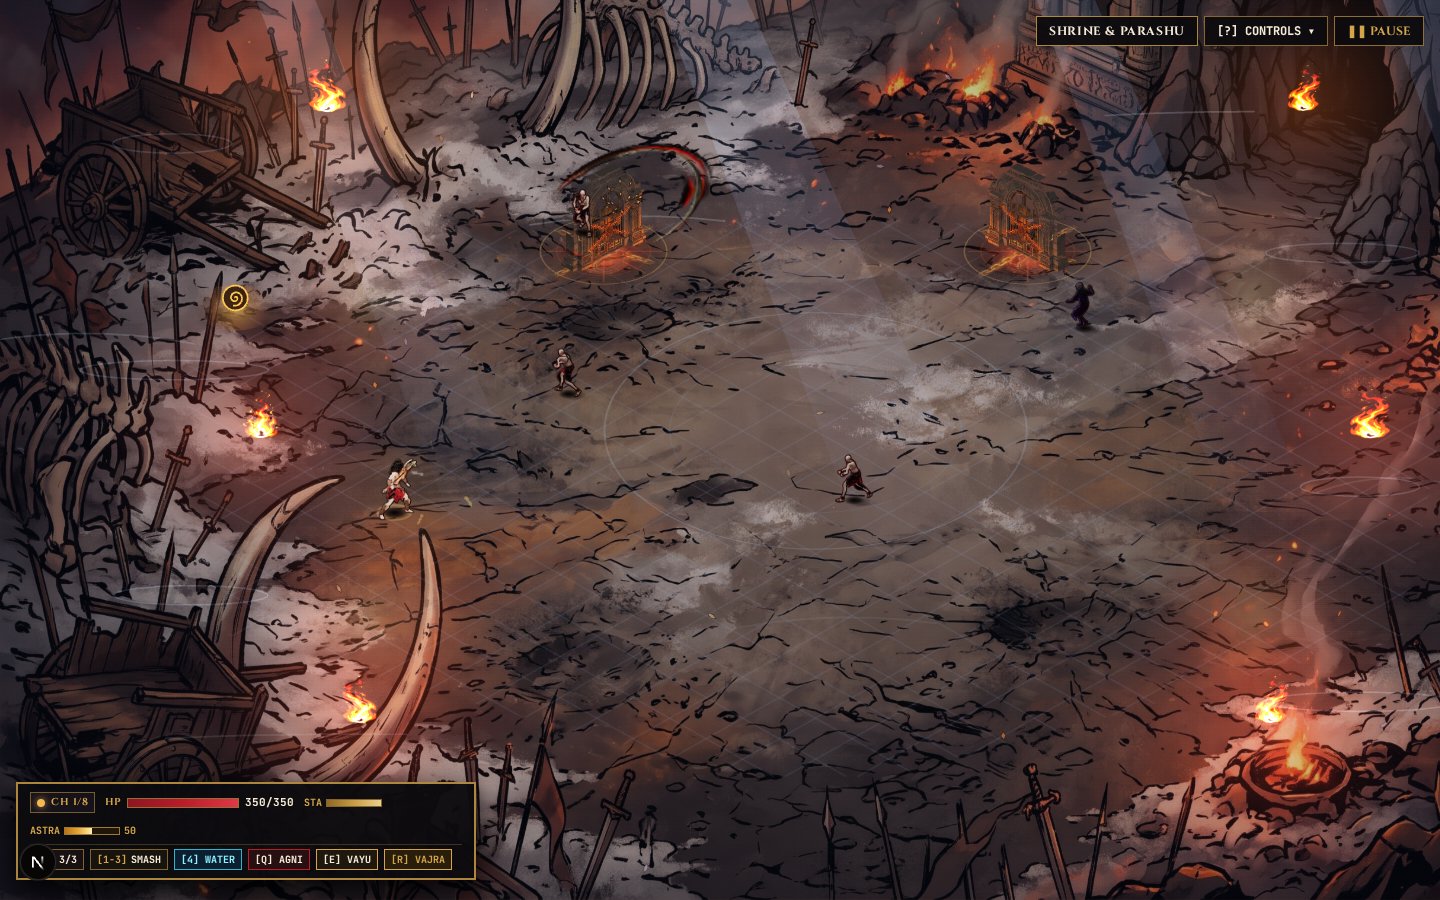 SHRINE & PARASHU
[?] CONTROLS ▾
❚❚ PAUSE
CH 1/8 HP 350/350 STA
ASTRA 50
N 3/3 [1-3] SMASH [4] WATER [Q] AGNI [E] VAYU [R] VAJRA